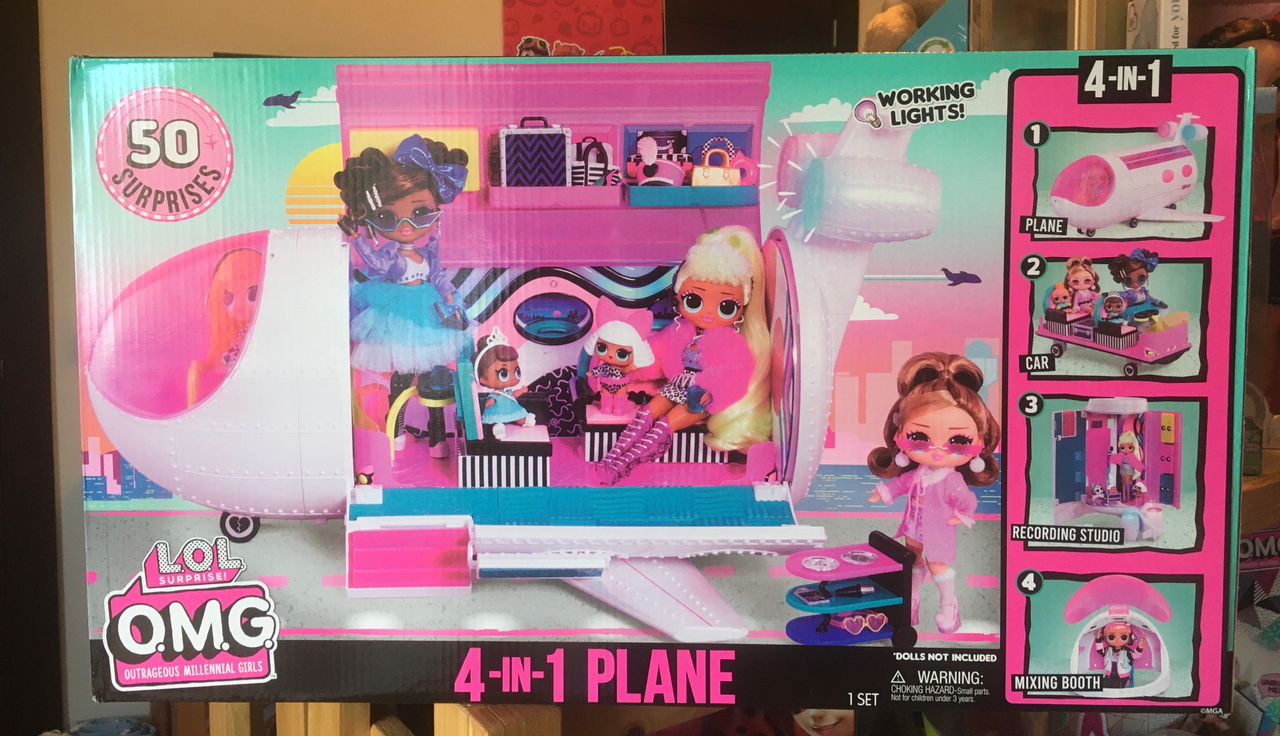 50
SURPRISES
WORKING
LIGHTS!
4-IN-1
1
PLANE
2
CAR
3
RECORDING STUDIO
4
MIXING BOOTH
L.O.L.
SURPRISE!
O.M.G.
OUTRAGEOUS MILLENNIAL GIRLS
4-IN-1 PLANE
*DOLLS NOT INCLUDED
1 SET
WARNING:
CHOKING HAZARD-Small parts.
Not for children under 3 years.
©MGA